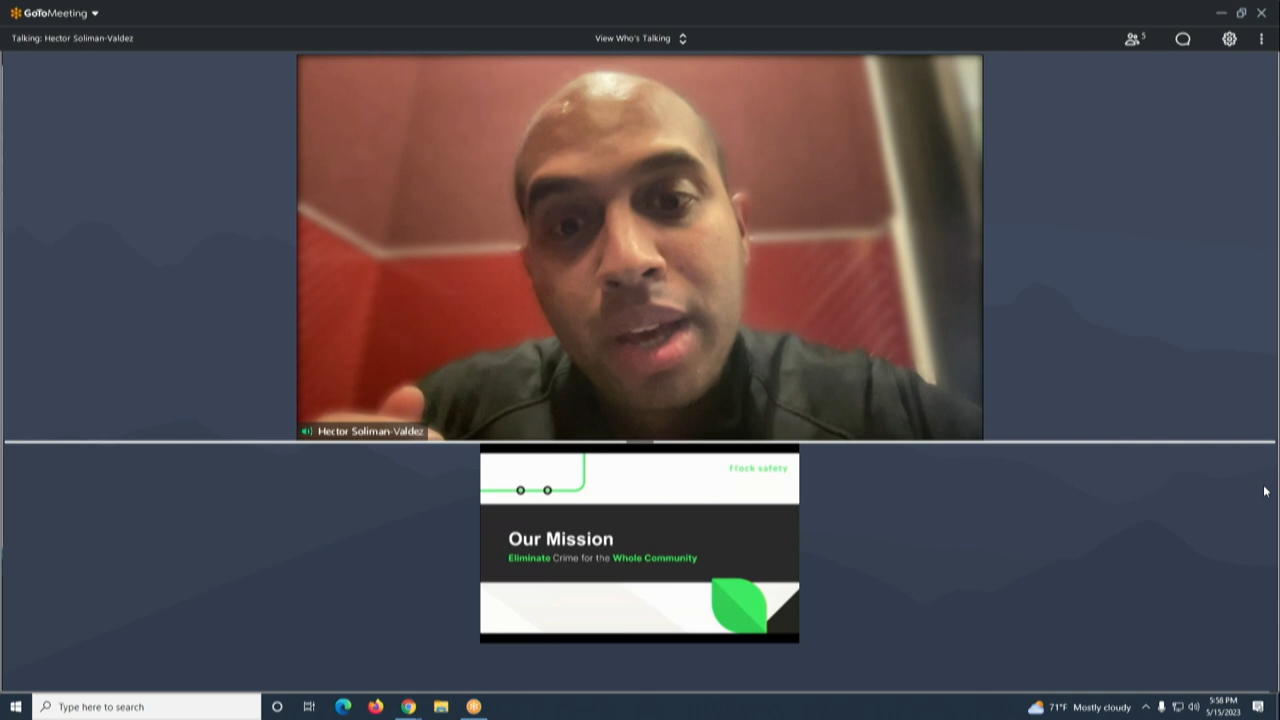 GoToMeeting
Talking: Hector Soliman-Valdez
View Who's Talking
5
Hector Soliman-Valdez
flock safety
Our Mission
Eliminate Crime for the Whole Community
Type here to search
71°F Mostly cloudy
5:58 PM
5/15/2023